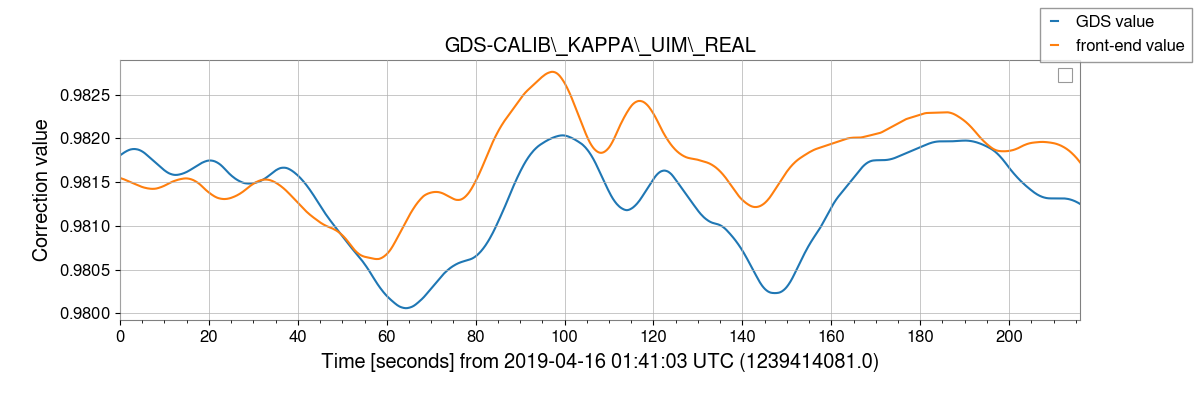 GDS value
front-end value
GDS-CALIB\_KAPPA\_UIM\_REAL
Correction value
0.9825
0.9820
0.9815
0.9810
0.9805
0.9800
0 20 40 60 80 100 120 140 160 180 200
Time [seconds] from 2019-04-16 01:41:03 UTC (1239414081.0)